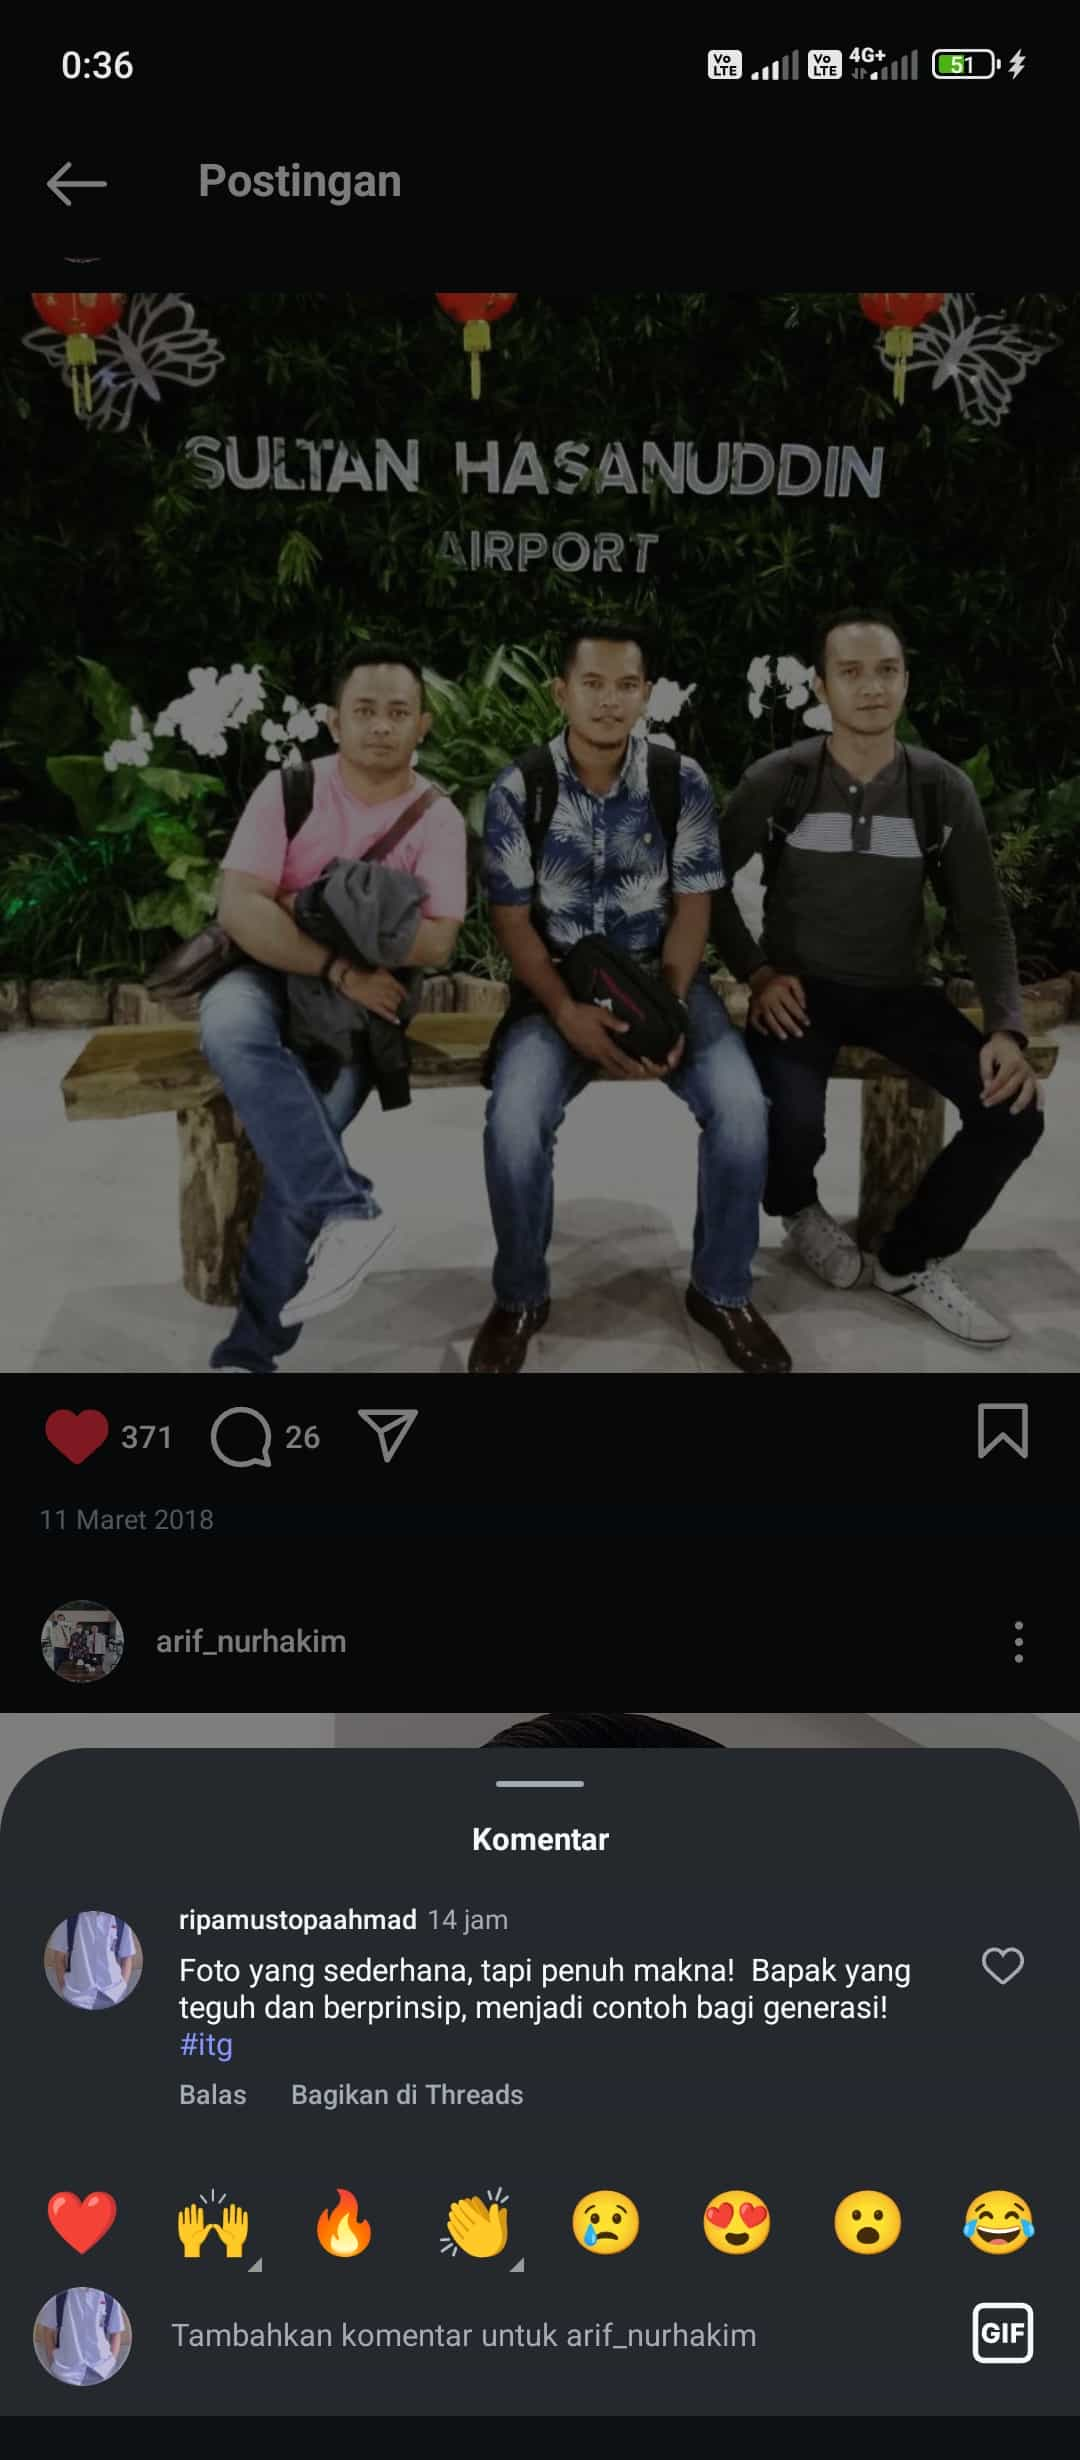 0:36
Vo LTE Vo LTE 4G+ 51
Postingan
SULTAN HASANUDDIN
AIRPORT
371 26
11 Maret 2018
arif_nurhakim
Komentar
ripamustopaahmad 14 jam
Foto yang sederhana, tapi penuh makna! Bapak yang
teguh dan berprinsip, menjadi contoh bagi generasi!
#itg
Balas Bagikan di Threads
Tambahkan komentar untuk arif_nurhakim
GIF